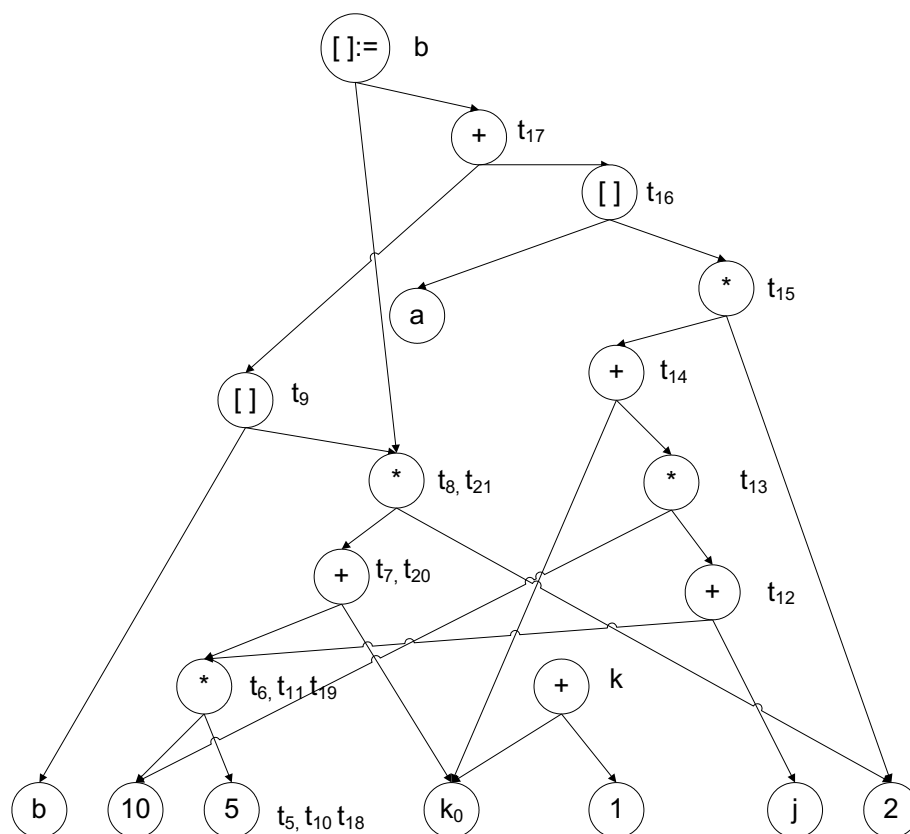 [ ]:= b
+ t₁₇
[ ] t₁₆
* t₁₅
a
+ t₁₄
[ ] t₉
* t₈, t₂₁
* t₁₃
+ t₇, t₂₀
+ t₁₂
* t₆, t₁₁ t₁₉
+ k
b
10
5 t₅, t₁₀ t₁₈
k₀
1
j
2